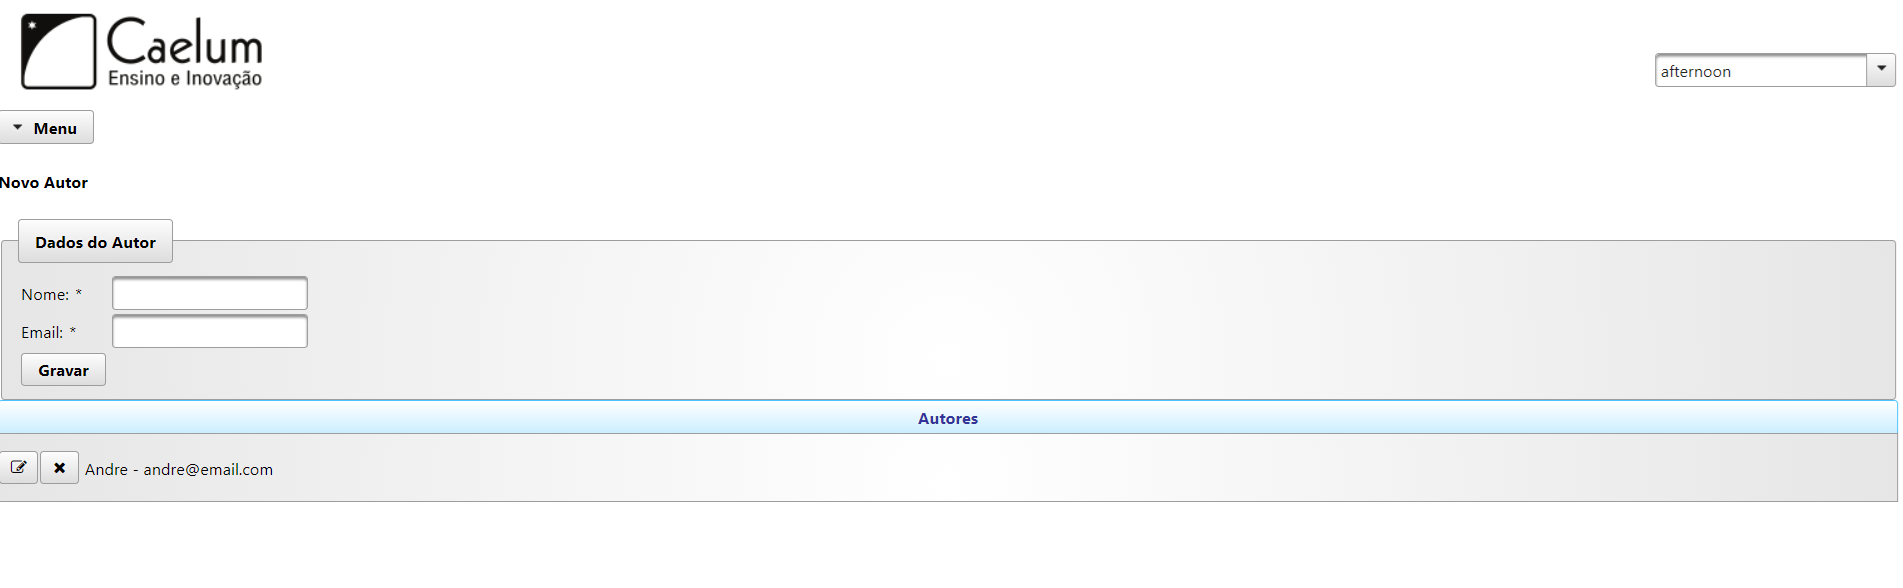 Caelum
Ensino e Inovação
afternoon
Menu
Novo Autor
Dados do Autor
Nome: *
Email: *
Gravar
Autores
Andre - andre@email.com